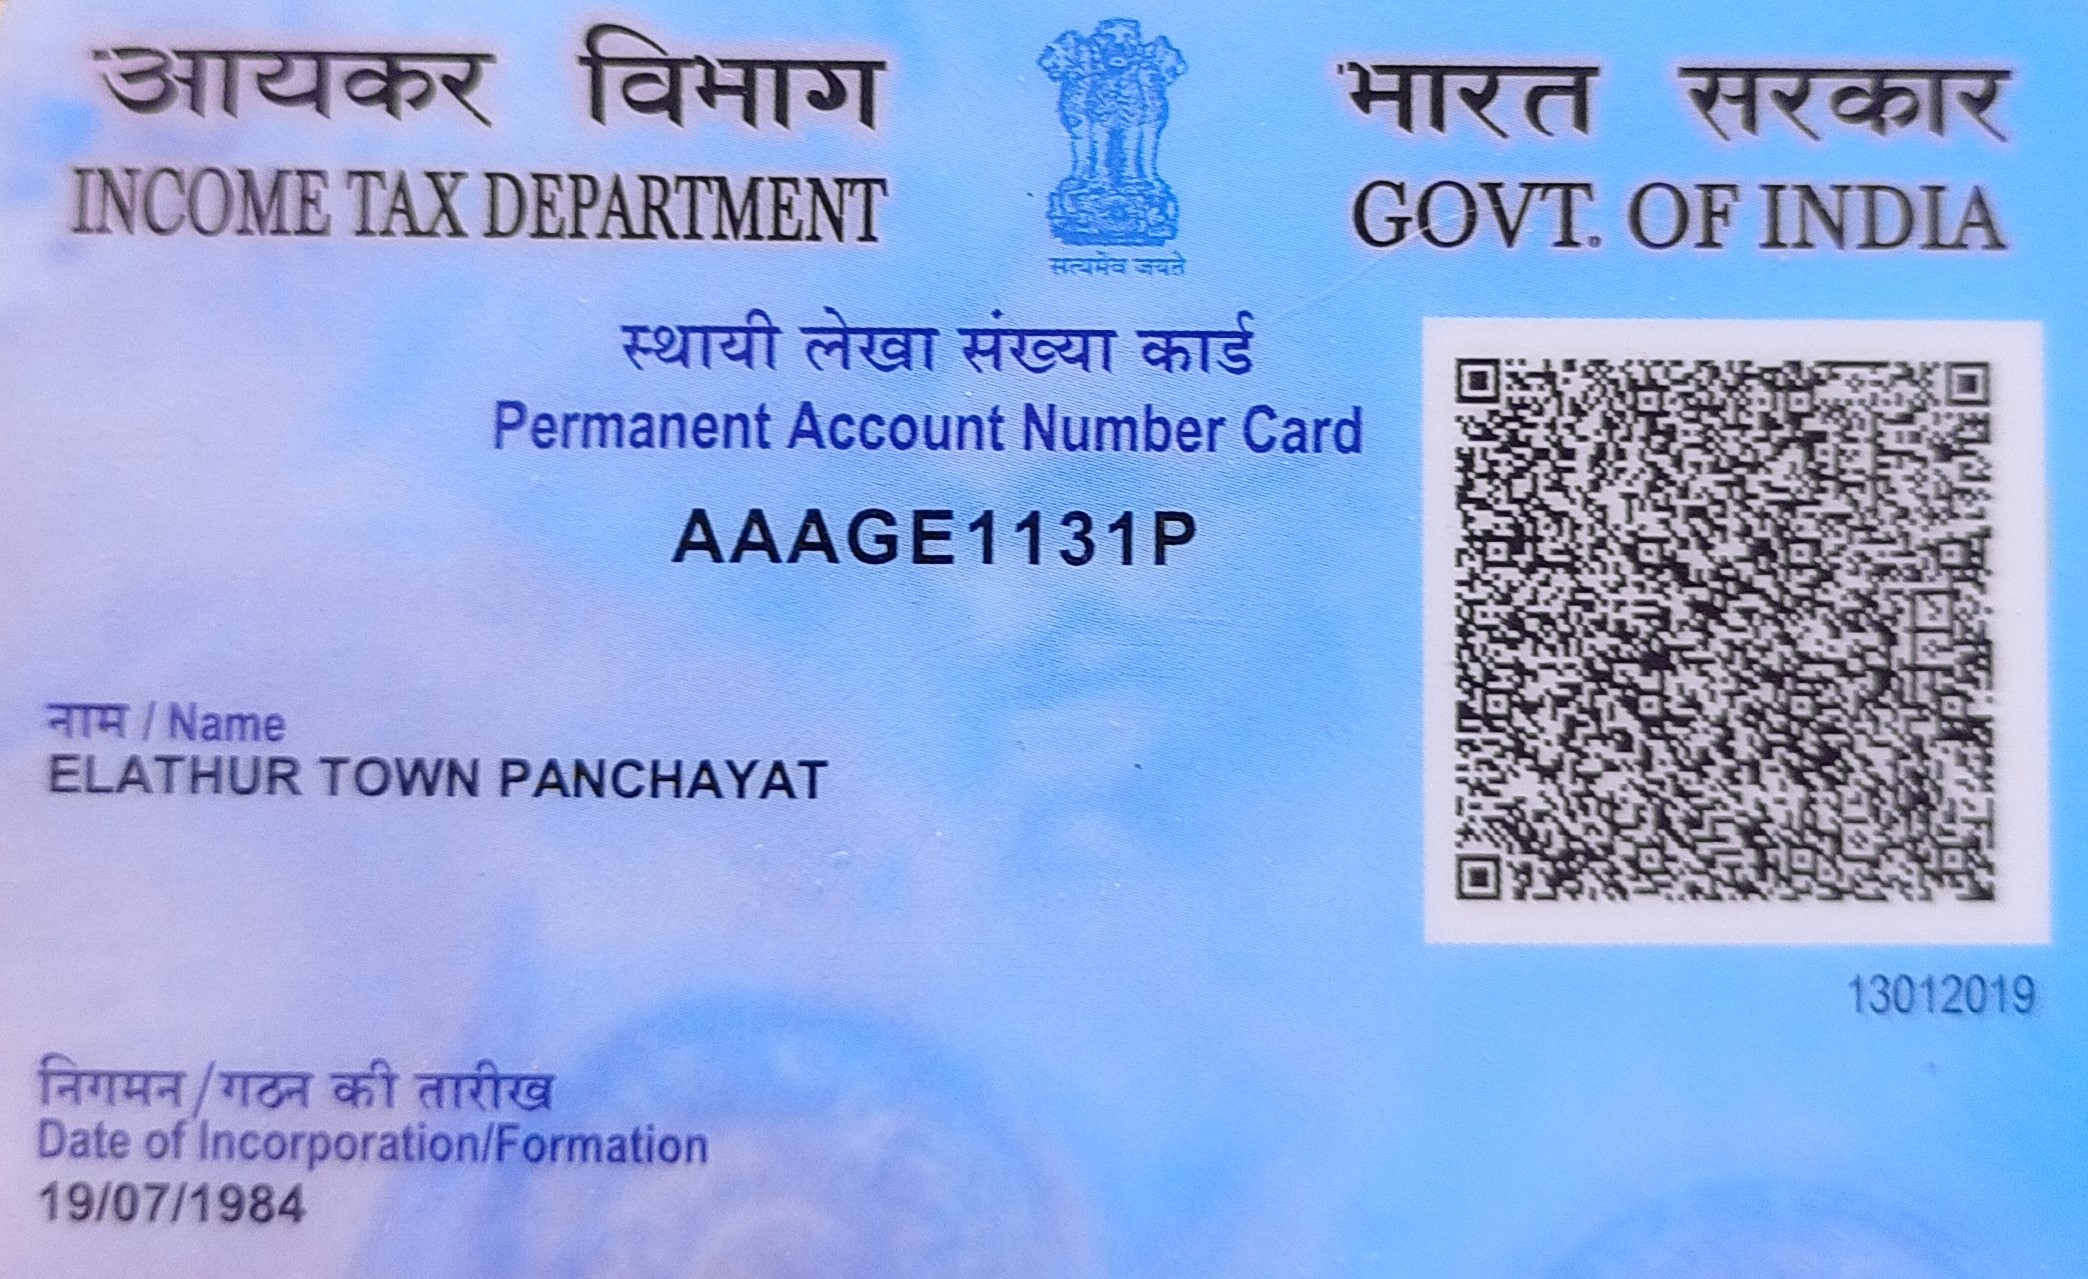 आयकर विभाग
INCOME TAX DEPARTMENT
सत्यमेव जयते
भारत सरकार
GOVT. OF INDIA
स्थायी लेखा संख्या कार्ड
Permanent Account Number Card
AAAGE1131P
नाम / Name
ELATHUR TOWN PANCHAYAT
13012019
निगमन/गठन की तारीख
Date of Incorporation/Formation
19/07/1984